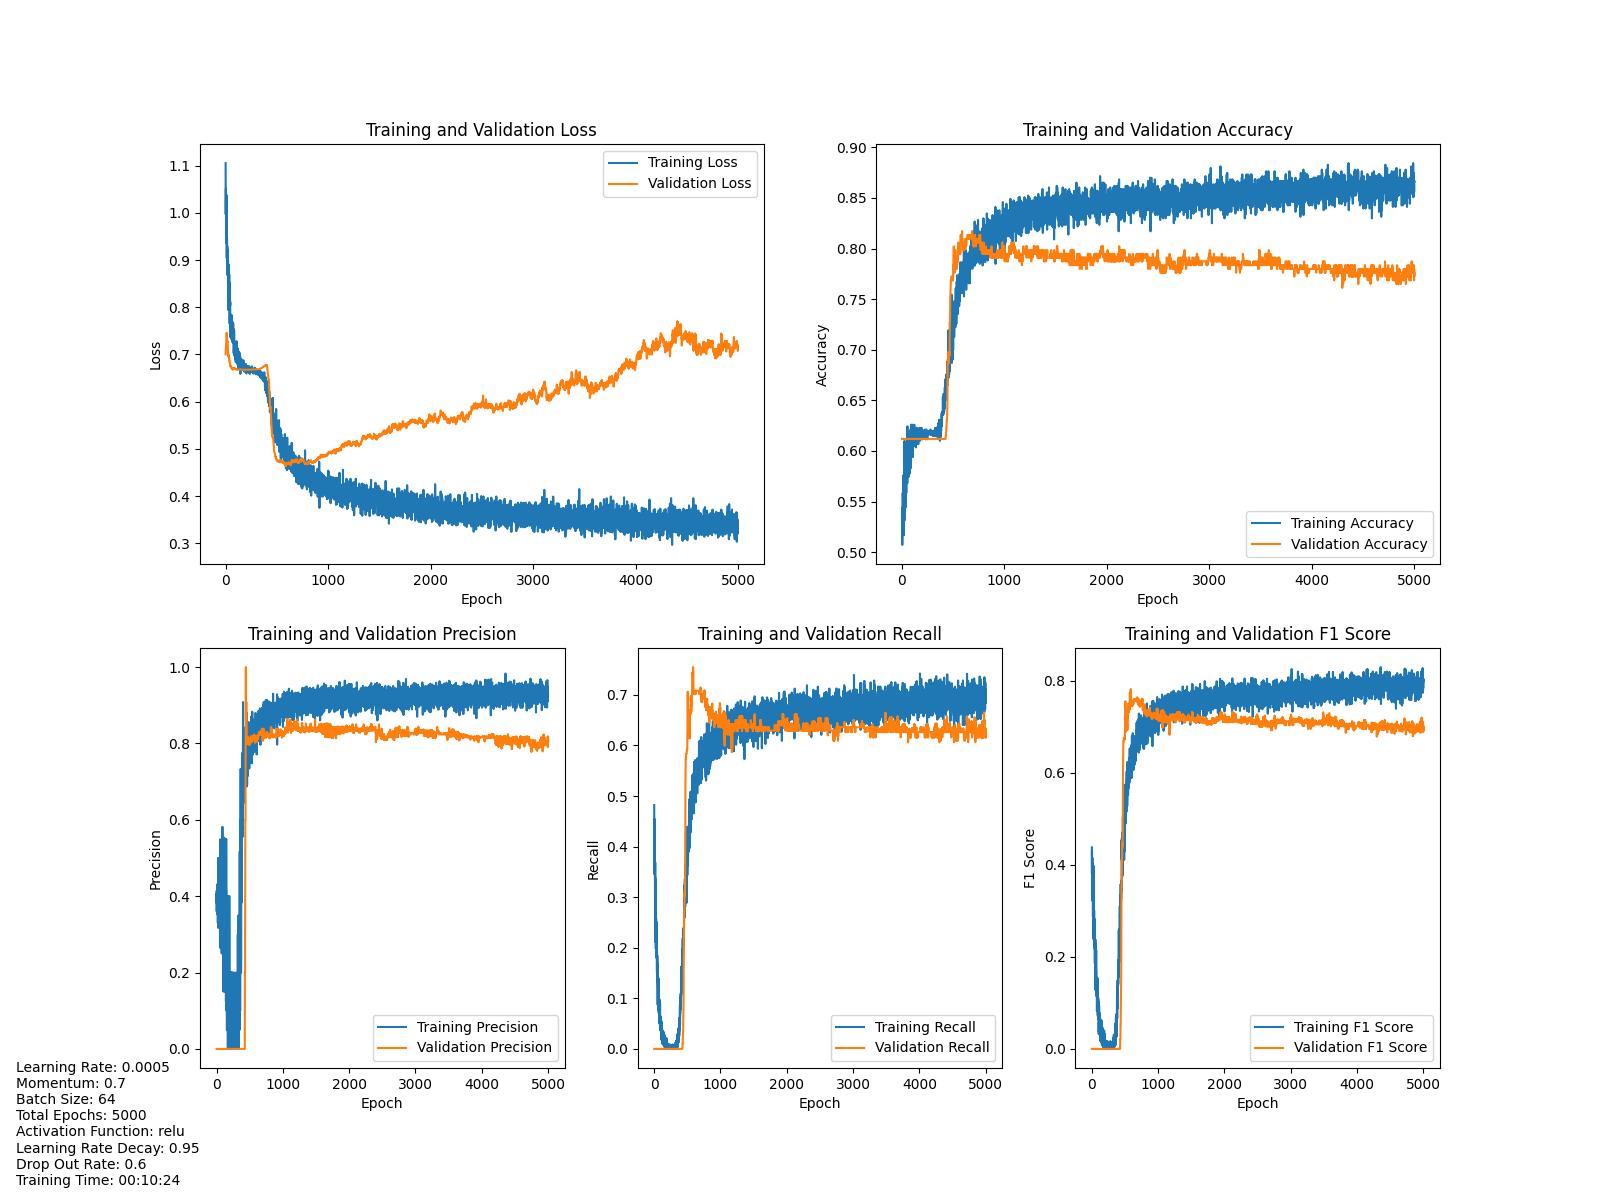 Training and Validation Loss
1.1
1.0
0.9
0.8
0.7
0.6
0.5
0.4
0.3
Loss
Training Loss
Validation Loss
0 1000 2000 3000 4000 5000
Epoch
Training and Validation Accuracy
0.90
0.85
0.80
0.75
0.70
0.65
0.60
0.55
0.50
Accuracy
Training Accuracy
Validation Accuracy
0 1000 2000 3000 4000 5000
Epoch
Training and Validation Precision
1.0
0.8
0.6
0.4
0.2
0.0
Precision
Training Precision
Validation Precision
0 1000 2000 3000 4000 5000
Epoch
Training and Validation Recall
0.7
0.6
0.5
0.4
0.3
0.2
0.1
0.0
Recall
Training Recall
Validation Recall
0 1000 2000 3000 4000 5000
Epoch
Training and Validation F1 Score
0.8
0.6
0.4
0.2
0.0
F1 Score
Training F1 Score
Validation F1 Score
0 1000 2000 3000 4000 5000
Epoch
Learning Rate: 0.0005
Momentum: 0.7
Batch Size: 64
Total Epochs: 5000
Activation Function: relu
Learning Rate Decay: 0.95
Drop Out Rate: 0.6
Training Time: 00:10:24